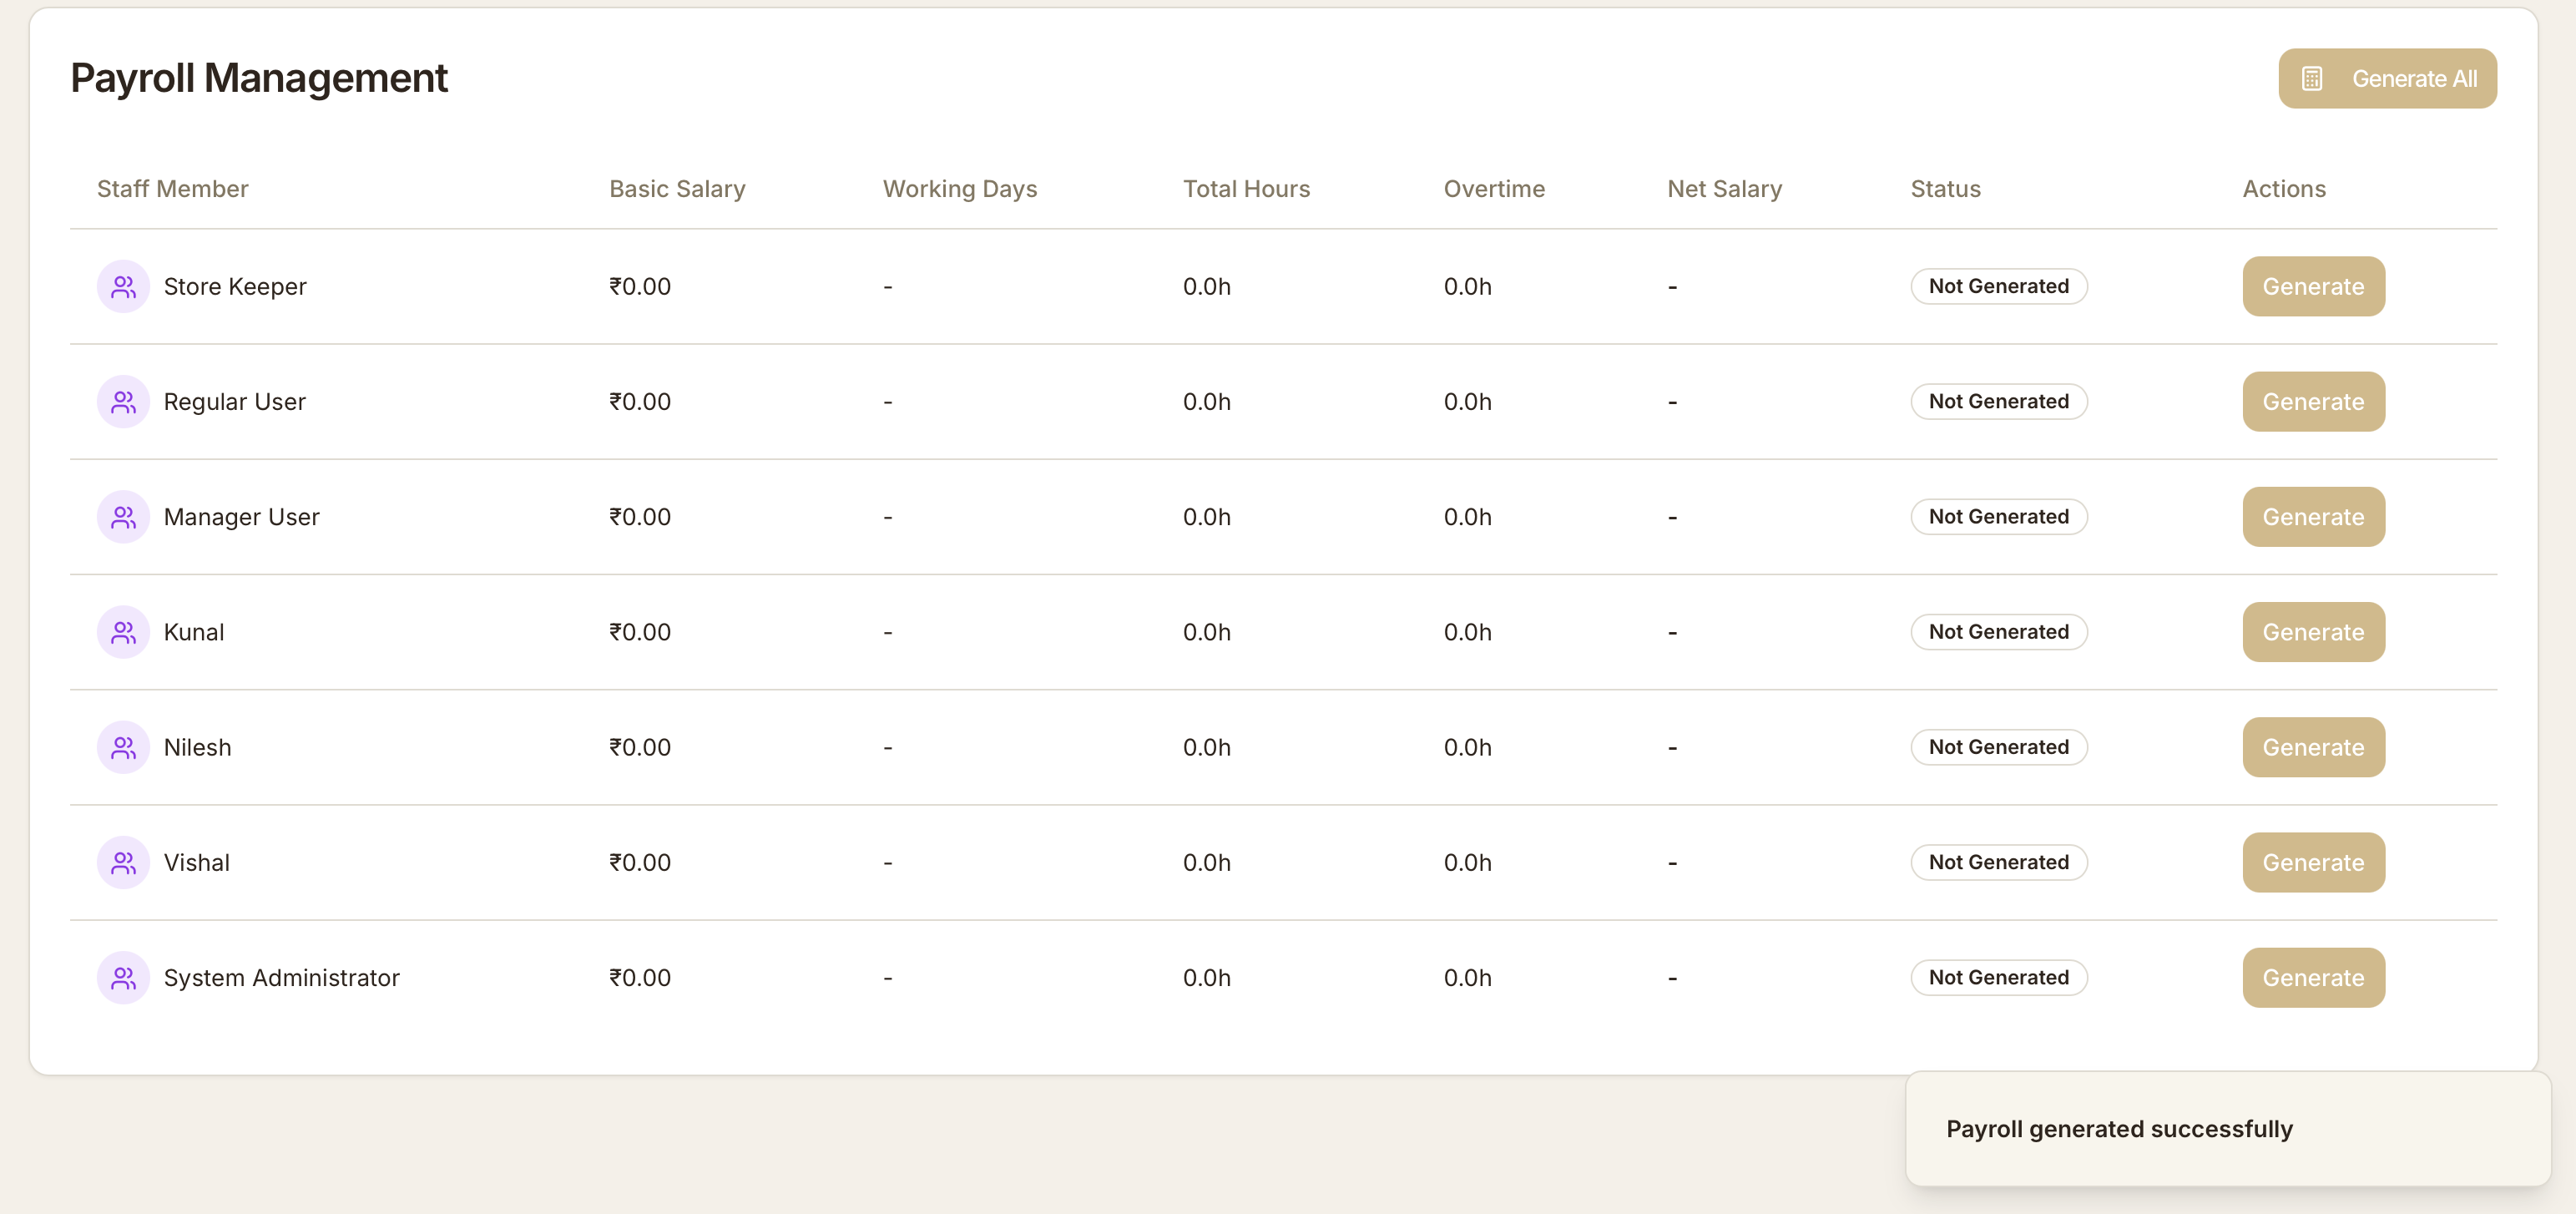 Payroll Management
Generate All
Staff Member Basic Salary Working Days Total Hours Overtime Net Salary Status Actions
Store Keeper ₹0.00 - 0.0h 0.0h - Not Generated Generate
Regular User ₹0.00 - 0.0h 0.0h - Not Generated Generate
Manager User ₹0.00 - 0.0h 0.0h - Not Generated Generate
Kunal ₹0.00 - 0.0h 0.0h - Not Generated Generate
Nilesh ₹0.00 - 0.0h 0.0h - Not Generated Generate
Vishal ₹0.00 - 0.0h 0.0h - Not Generated Generate
System Administrator ₹0.00 - 0.0h 0.0h - Not Generated Generate
Payroll generated successfully